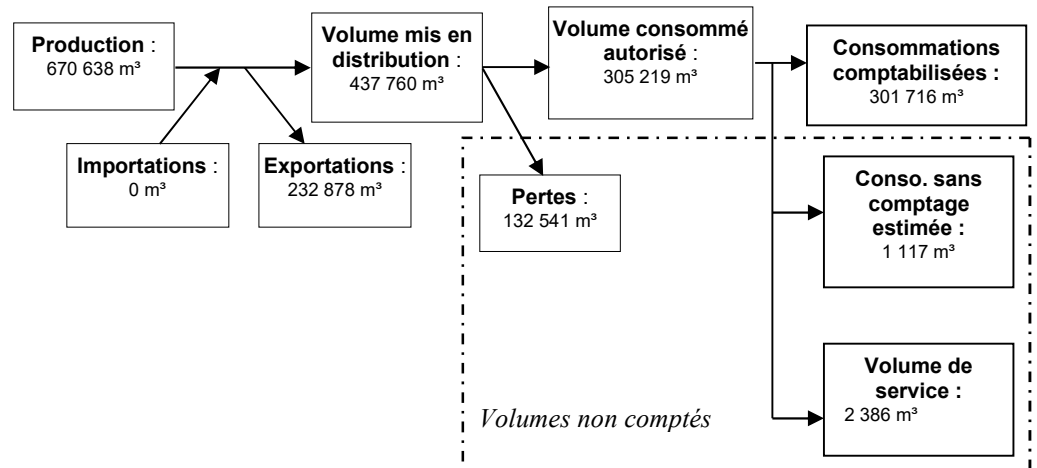 Production :
670 638 m³
Volume mis en
distribution :
437 760 m³
Volume consommé
autorisé :
305 219 m³
Consommations
comptabilisées :
301 716 m³
Importations :
0 m³
Exportations :
232 878 m³
Pertes :
132 541 m³
Conso. sans
comptage
estimée :
1 117 m³
Volume de
service :
2 386 m³
Volumes non comptés